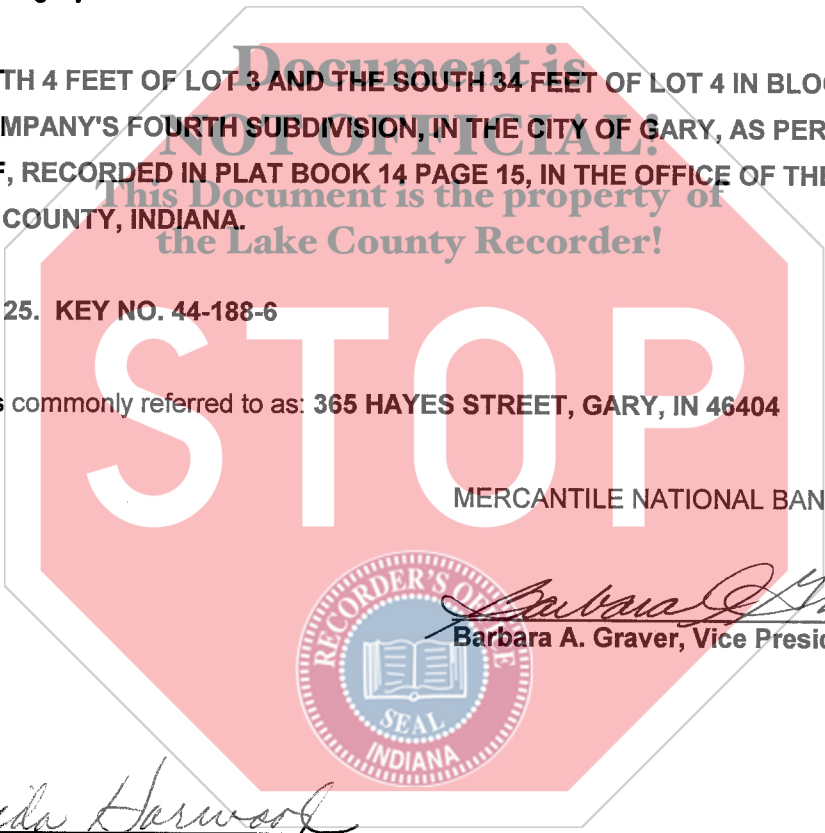 Document is
TH 4 FEET OF LOT 3 AND THE SOUTH 34 FEET OF LOT 4 IN BLOC
NOT OFFICIAL!
MPANY'S FOURTH SUBDIVISION, IN THE CITY OF GARY, AS PER
, RECORDED IN PLAT BOOK 14 PAGE 15, IN THE OFFICE OF THE
This Document is the property of
COUNTY, INDIANA.
the Lake County Recorder!
25. KEY NO. 44-188-6
STOP
s commonly referred to as: 365 HAYES STREET, GARY, IN 46404
MERCANTILE NATIONAL BAN
RECORDER'S OFFICE
Barbara A. Graver, Vice Presid
SEAL
INDIANA
Harwood